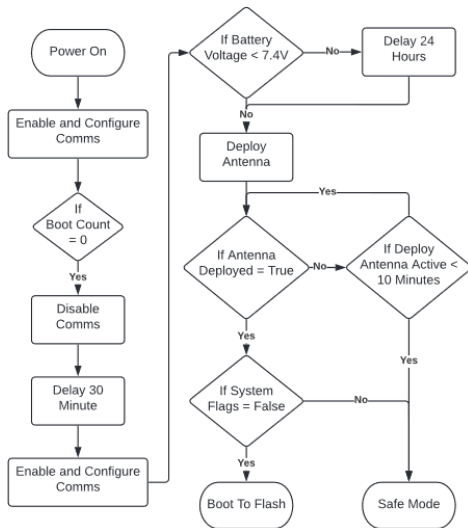 Power On
Enable and Configure
Comms
If
Boot Count
= 0
Yes
Disable
Comms
Delay 30
Minute
Enable and Configure
Comms
If Battery
Voltage < 7.4V
No
Delay 24
Hours
No
Deploy
Antenna
Yes
If Antenna
Deployed = True
No
If Deploy
Antenna Active <
10 Minutes
Yes
Yes
If System
Flags = False
No
Yes
Boot To Flash
Safe Mode